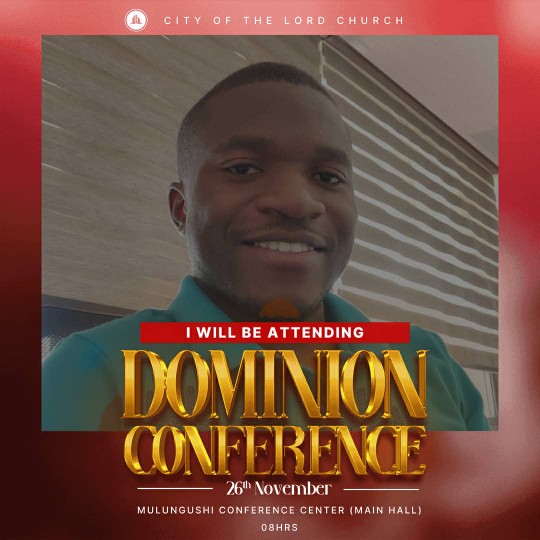 CITY OF THE LORD CHURCH
I WILL BE ATTENDING
DOMINION
CONFERENCE
26th November
MULUNGUSHI CONFERENCE CENTER (MAIN HALL)
08HRS